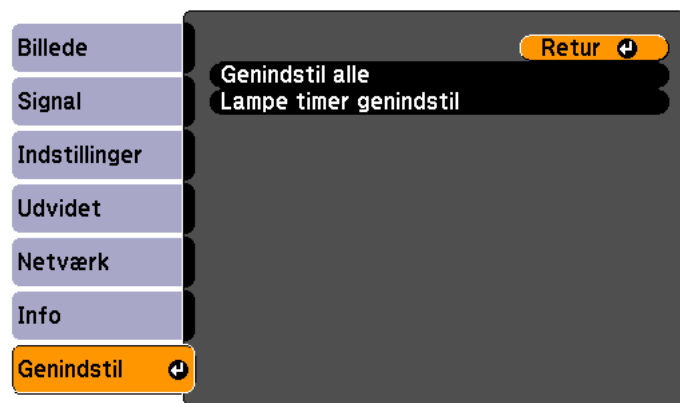 Billede
Signal
Indstillinger
Udvidet
Netværk
Info
Genindstil
Retur
Genindstil alle
Lampe timer genindstil